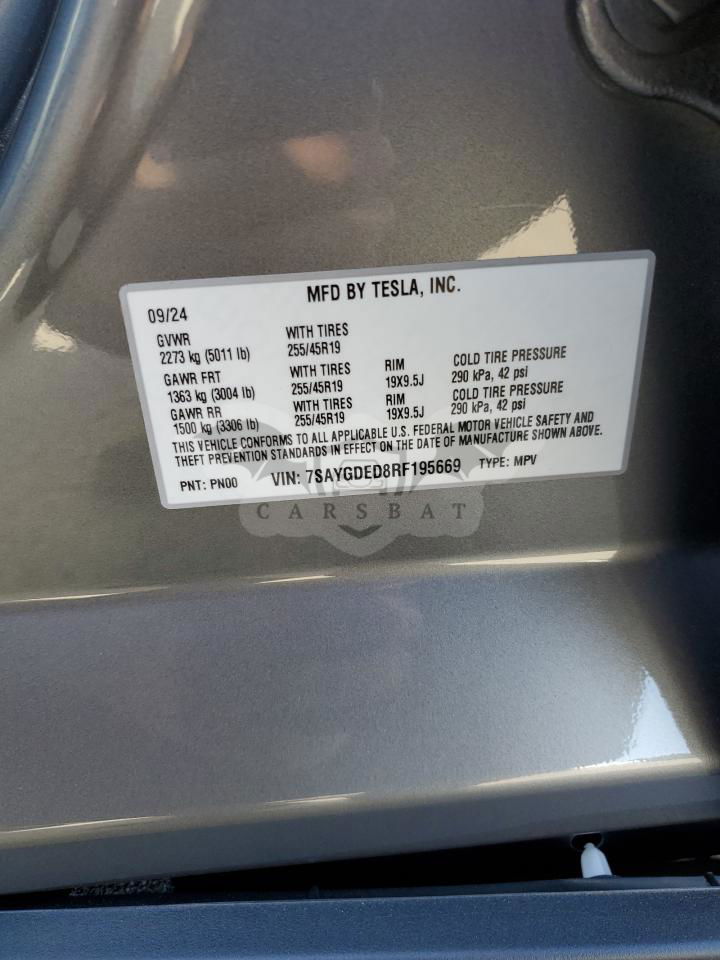 MFD BY TESLA, INC.
09/24
GVWR WITH TIRES
2273 kg (5011 lb) 255/45R19
GAWR FRT WITH TIRES RIM COLD TIRE PRESSURE
1363 kg (3004 lb) 255/45R19 19X9.5J 290 kPa, 42 psi
GAWR RR WITH TIRES RIM COLD TIRE PRESSURE
1500 kg (3306 lb) 255/45R19 19X9.5J 290 kPa, 42 psi
THIS VEHICLE CONFORMS TO ALL APPLICABLE U.S. FEDERAL MOTOR VEHICLE SAFETY AND
THEFT PREVENTION STANDARDS IN EFFECT ON THE DATE OF MANUFACTURE SHOWN ABOVE.
PNT: PN00 VIN: 7SAYGDED8RF195669 TYPE: MPV
CARSBAT